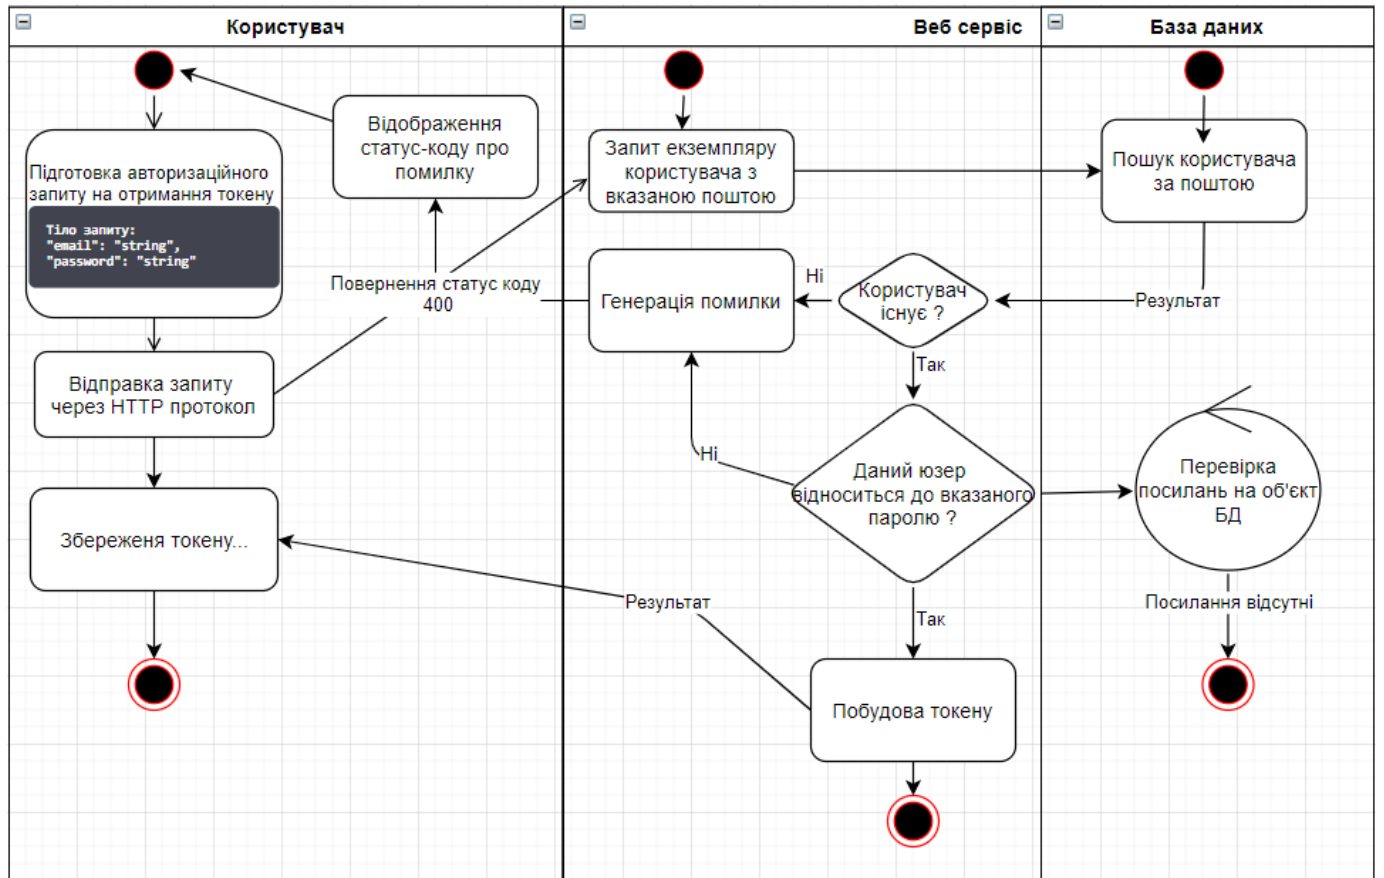 Користувач
Веб сервіс
База даних
Відображення
статус-коду про
помилку
Підготовка авторизаційного
запиту на отримання токену
Тіло запиту:
"email": "string",
"password": "string"
Запит екземпляру
користувача з
вказаною поштою
Пошук користувача
за поштою
Повернення статус коду
400
Генерація помилки
Ні
Користувач
існує ?
Результат
Так
Відправка запиту
через HTTP протокол
Ні
Даний юзер
відноситься до вказаного
паролю ?
Перевірка
посилань на об'єкт
БД
Збереженя токену...
Результат
Так
Посилання відсутні
Побудова токену